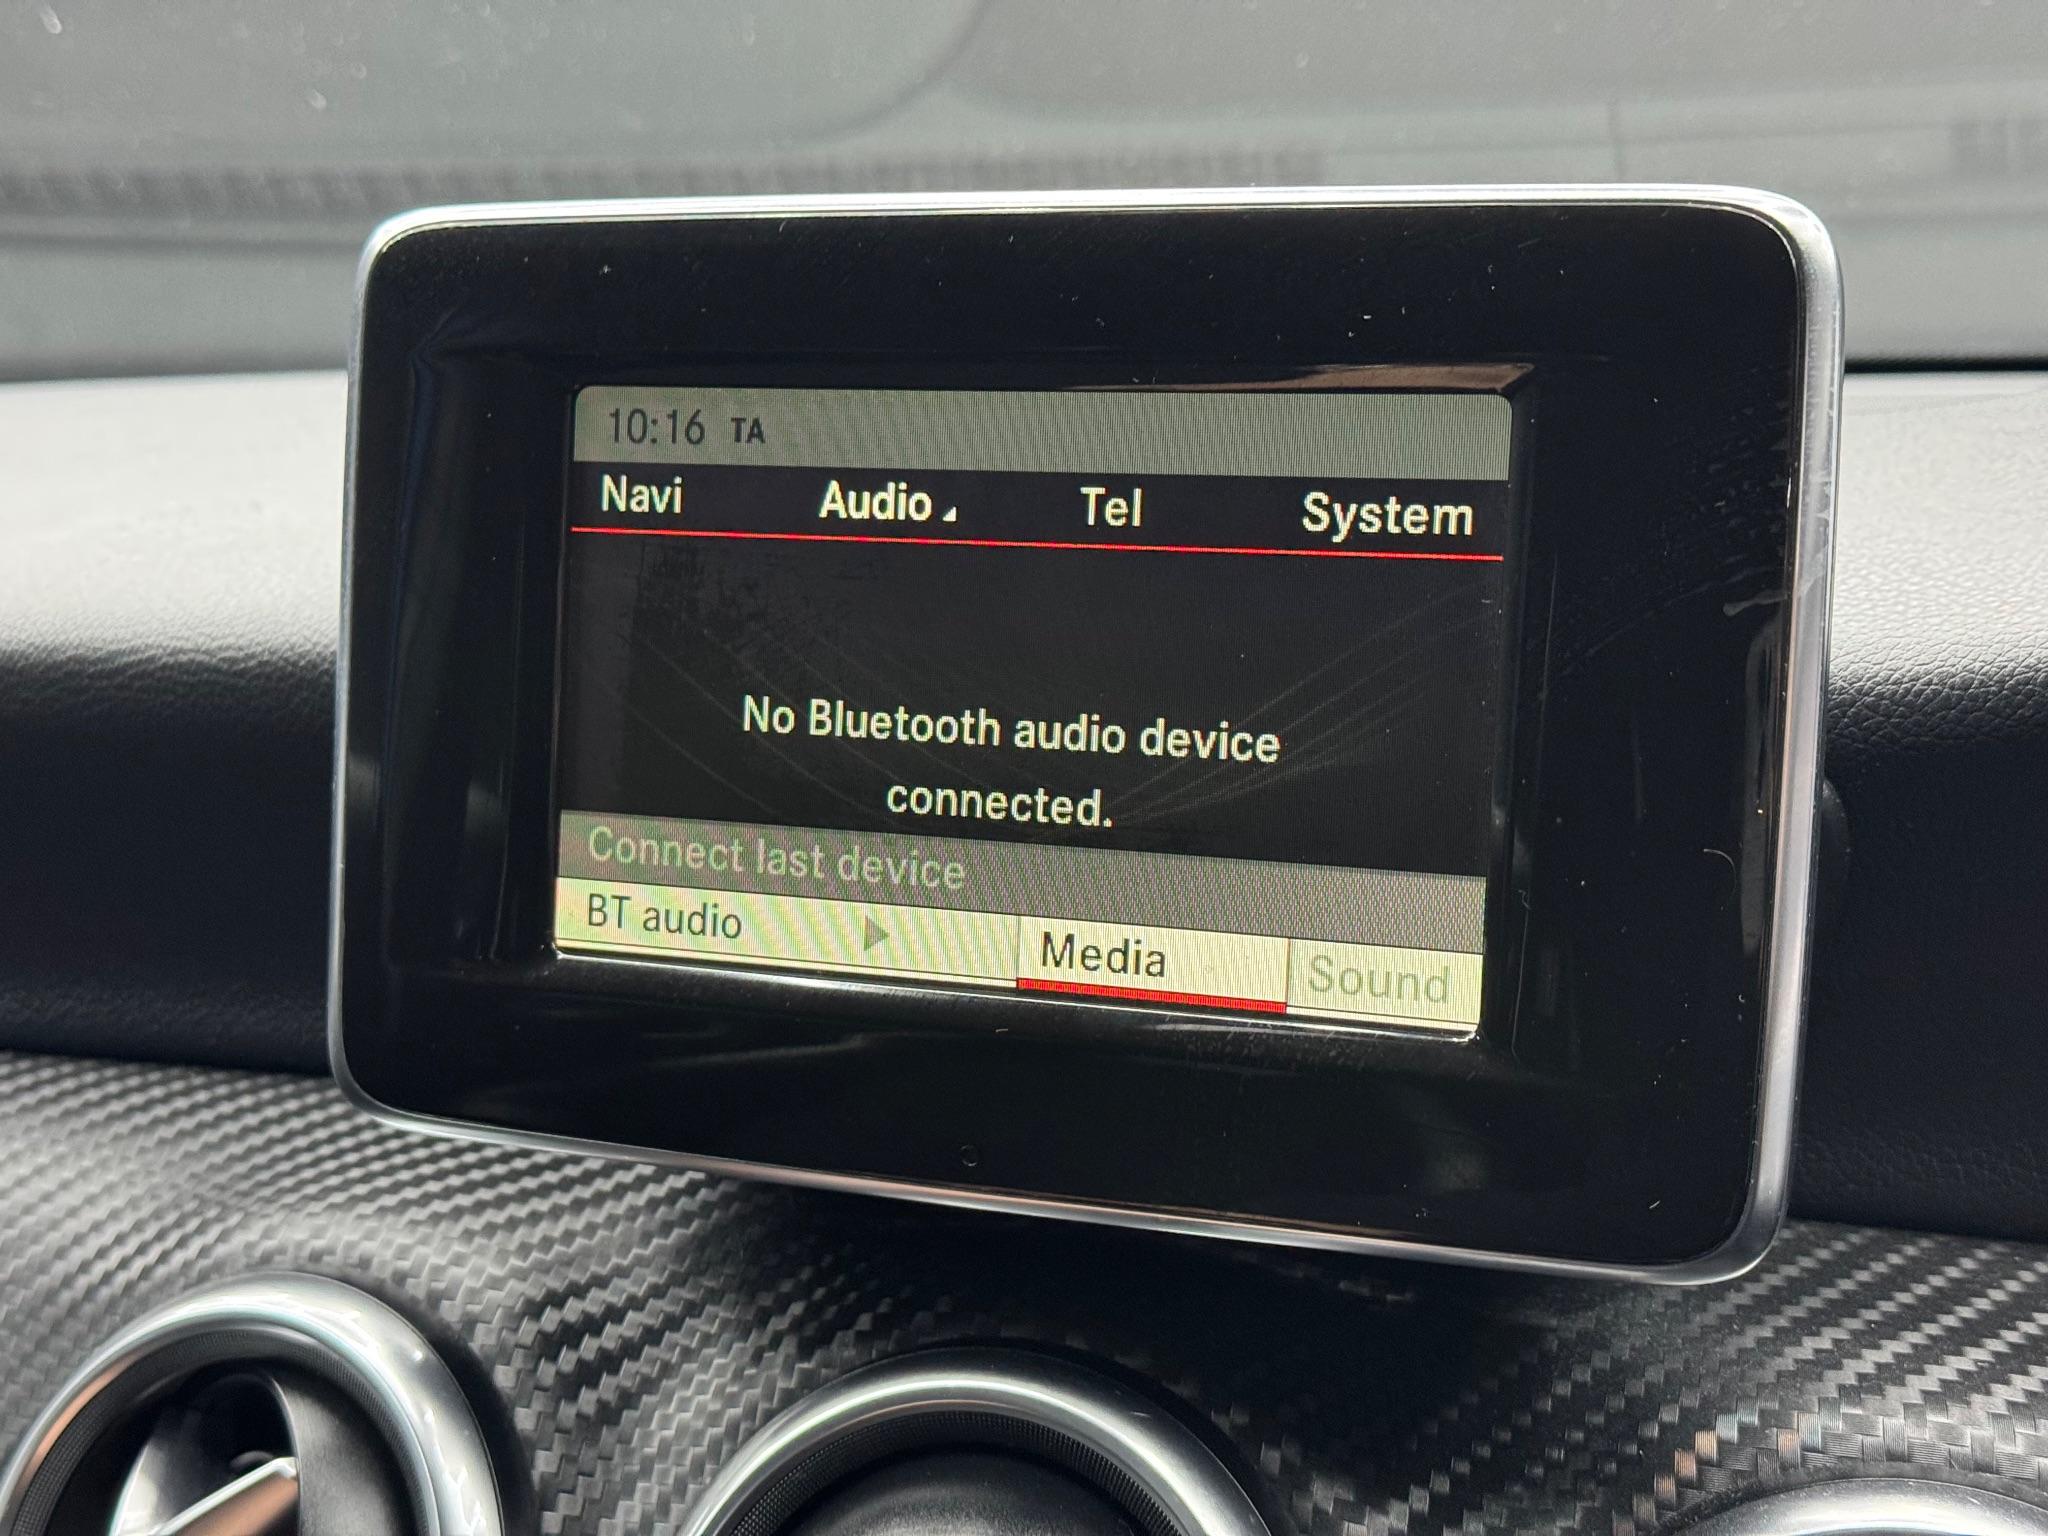 10:16 TA
Navi Audio Tel System
No Bluetooth audio device
connected.
Connect last device
BT audio Media Sound